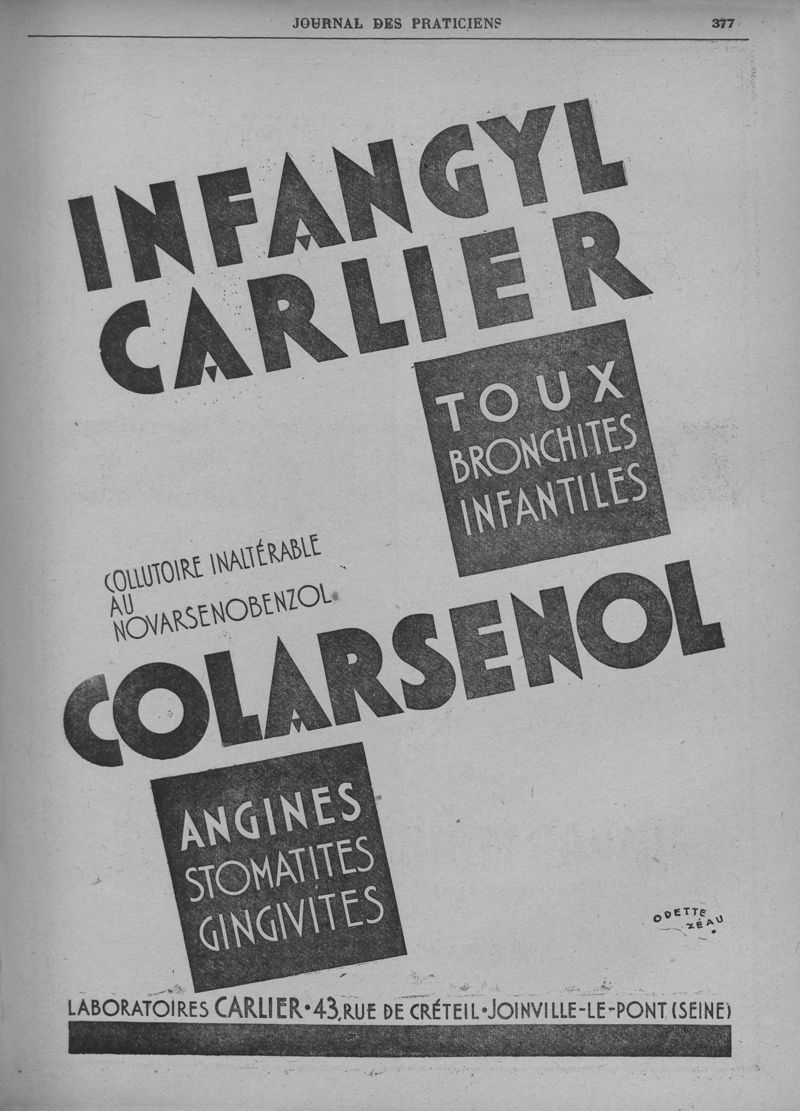 JOURNAL DES PRATICIENS
377
INFANGYL
CARLIER
TOUX
BRONCHITES
INFANTILES
COLLUTOIRE INALTÉRABLE
AU
NOVARSENOBENZOL
COLARSENOL
ANGINES
STOMATITES
GINGIVITES
ODETTE
ZÉAU
LABORATOIRES CARLIER • 43, RUE DE CRÉTEIL • JOINVILLE-LE-PONT (SEINE)